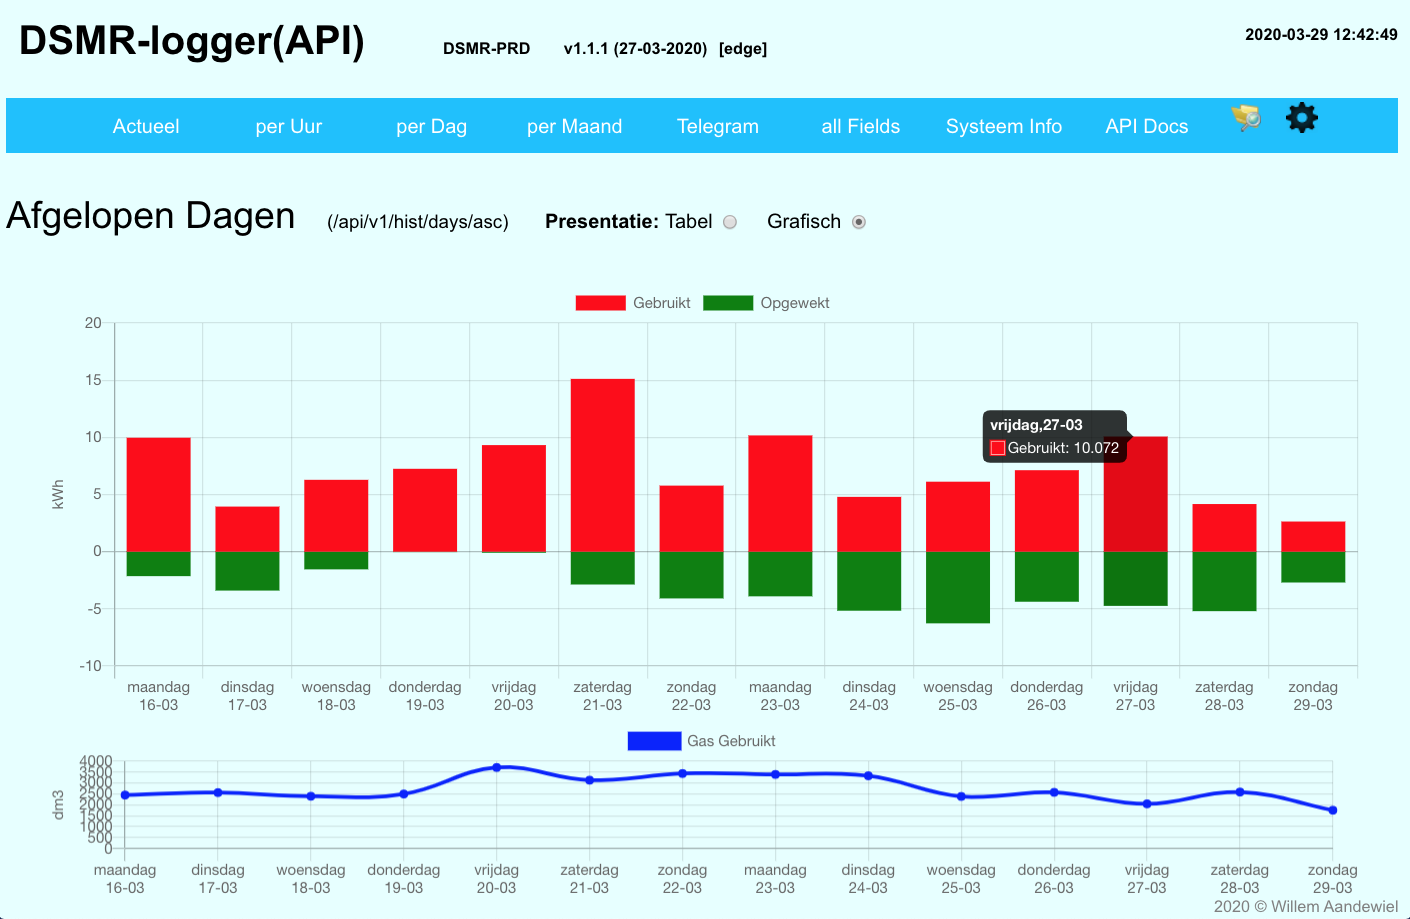 DSMR-logger(API) DSMR-PRD v1.1.1 (27-03-2020) [edge] 2020-03-29 12:42:49
Actueel per Uur per Dag per Maand Telegram all Fields Systeem Info API Docs
Afgelopen Dagen (/api/v1/hist/days/asc) Presentatie: Tabel Grafisch
Gebruikt Opgewekt
20
15
10
5
0
-5
-10
kWh
vrijdag,27-03
Gebruikt: 10.072
maandag dinsdag woensdag donderdag vrijdag zaterdag zondag maandag dinsdag woensdag donderdag vrijdag zaterdag zondag
16-03 17-03 18-03 19-03 20-03 21-03 22-03 23-03 24-03 25-03 26-03 27-03 28-03 29-03
Gas Gebruikt
4000
3500
3000
2500
2000
1500
1000
500
0
dm3
maandag dinsdag woensdag donderdag vrijdag zaterdag zondag maandag dinsdag woensdag donderdag vrijdag zaterdag zondag
16-03 17-03 18-03 19-03 20-03 21-03 22-03 23-03 24-03 25-03 26-03 27-03 28-03 29-03
2020 © Willem Aandewiel